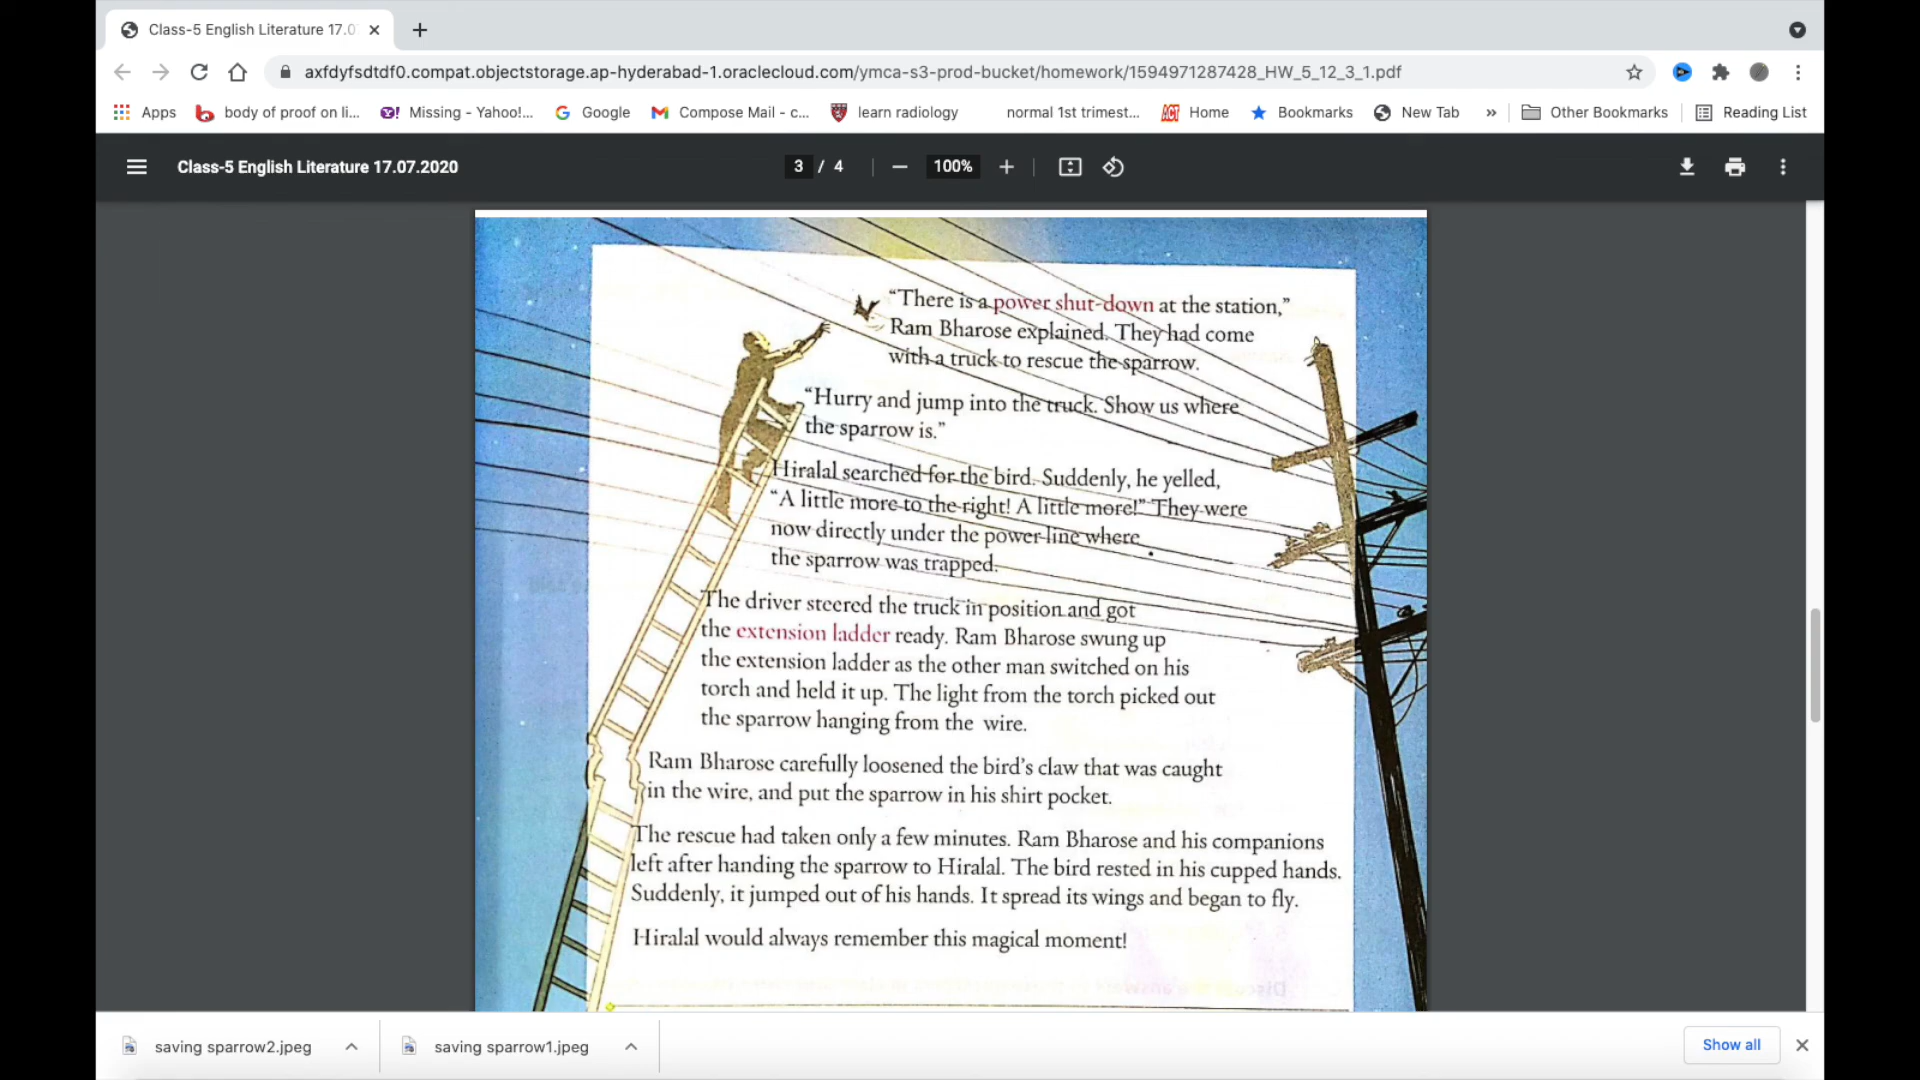 Class-5 English Literature 17.0
axfdyfsdtdf0.compat.objectstorage.ap-hyderabad-1.oraclecloud.com/ymca-s3-prod-bucket/homework/1594971287428_HW_5_12_3_1.pdf
Apps body of proof on li... Missing - Yahoo!... Google Compose Mail - c... learn radiology normal 1st trimest... ACT Home Bookmarks New Tab » Other Bookmarks Reading List
Class-5 English Literature 17.07.2020 3 / 4 100%
“There is a power shut-down at the station,”
Ram Bharose explained. They had come
with a truck to rescue the sparrow.
“Hurry and jump into the truck. Show us where
the sparrow is.”
Hiralal searched for the bird. Suddenly, he yelled,
“A little more to the right! A little more!” They were
now directly under the power line where
the sparrow was trapped.
The driver steered the truck in position and got
the extension ladder ready. Ram Bharose swung up
the extension ladder as the other man switched on his
torch and held it up. The light from the torch picked out
the sparrow hanging from the wire.
Ram Bharose carefully loosened the bird’s claw that was caught
in the wire, and put the sparrow in his shirt pocket.
The rescue had taken only a few minutes. Ram Bharose and his companions
left after handing the sparrow to Hiralal. The bird rested in his cupped hands.
Suddenly, it jumped out of his hands. It spread its wings and began to fly.
Hiralal would always remember this magical moment!
saving sparrow2.jpeg saving sparrow1.jpeg Show all